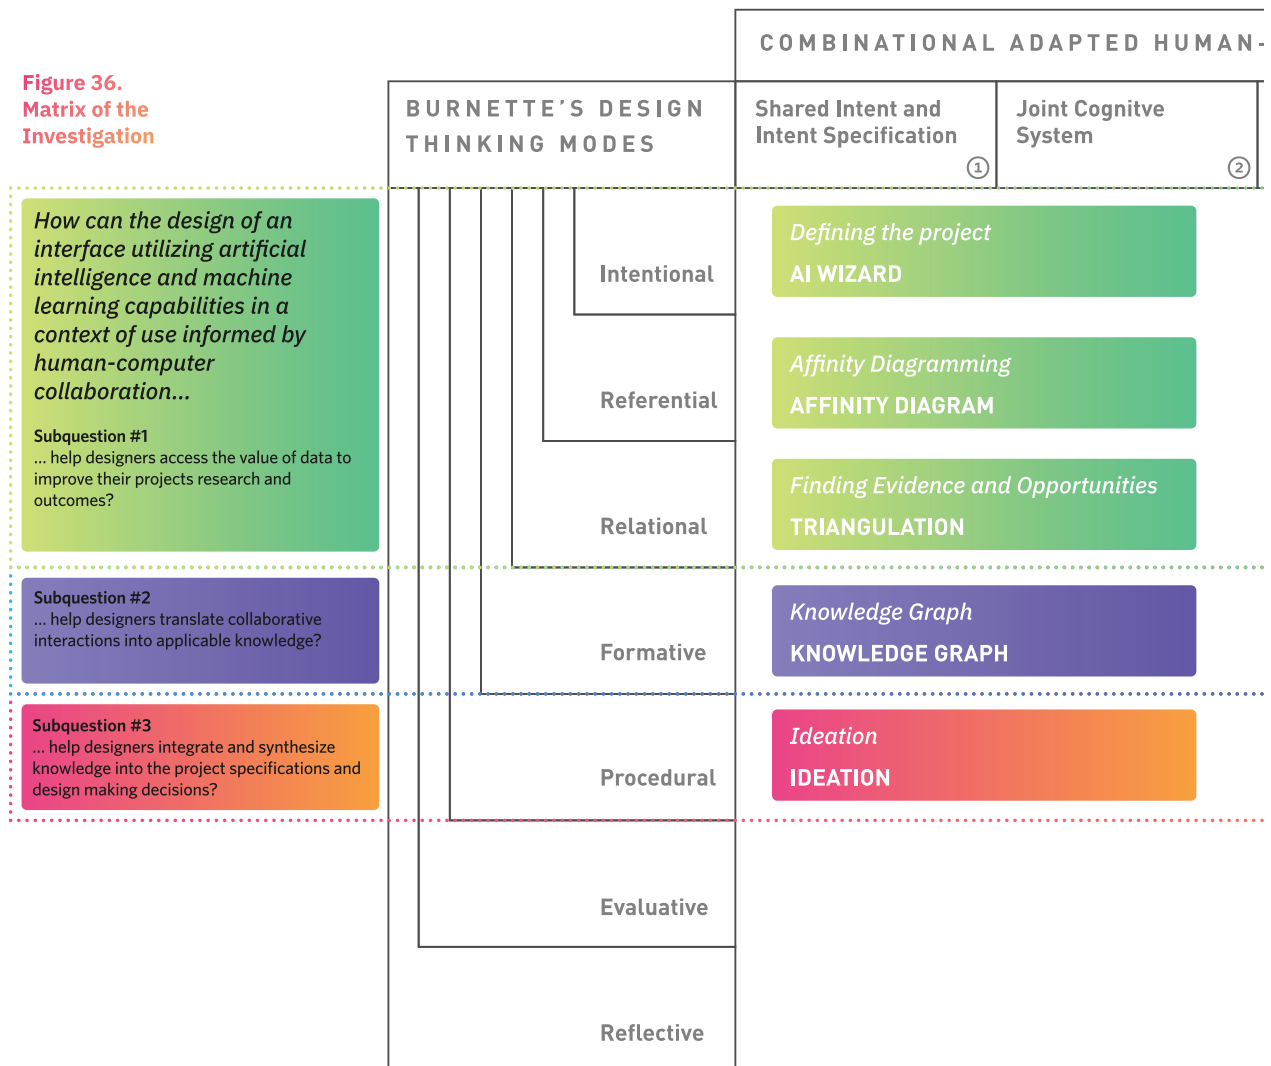 COMBINATIONAL ADAPTED HUMAN-
Figure 36.
Matrix of the
Investigation
BURNETTE'S DESIGN
THINKING MODES
Shared Intent and
Intent Specification
1
Joint Cognitve
System
2
How can the design of an
interface utilizing artificial
intelligence and machine
learning capabilities in a
context of use informed by
human-computer
collaboration...
Subquestion #1
... help designers access the value of data to
improve their projects research and
outcomes?
Intentional
Defining the project
AI WIZARD
Referential
Affinity Diagramming
AFFINITY DIAGRAM
Relational
Finding Evidence and Opportunities
TRIANGULATION
Subquestion #2
... help designers translate collaborative
interactions into applicable knowledge?
Formative
Knowledge Graph
KNOWLEDGE GRAPH
Subquestion #3
... help designers integrate and synthesize
knowledge into the project specifications and
design making decisions?
Procedural
Ideation
IDEATION
Evaluative
Reflective